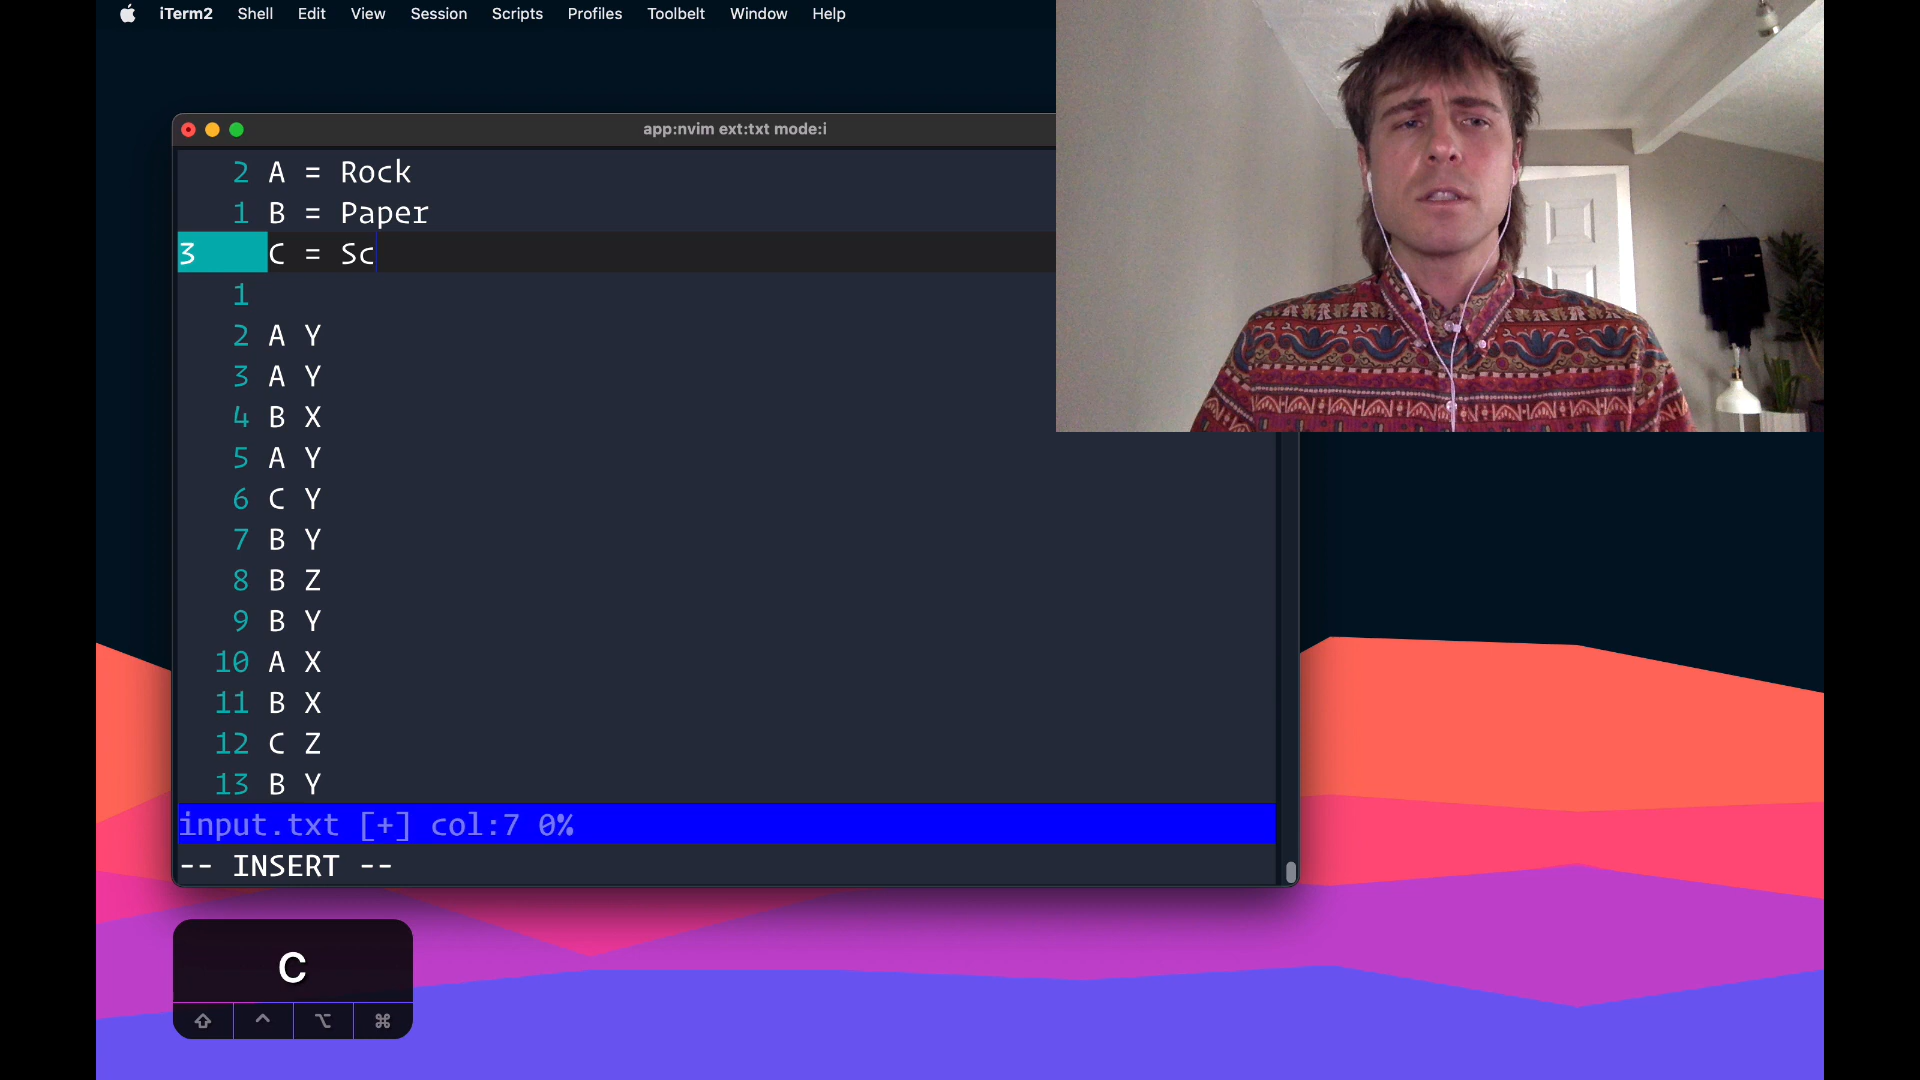 iTerm2 Shell Edit View Session Scripts Profiles Toolbelt Window Help
app:nvim ext:txt mode:i
2 A = Rock
1 B = Paper
3 C = Sc
1
2 A Y
3 A Y
4 B X
5 A Y
6 C Y
7 B Y
8 B Z
9 B Y
10 A X
11 B X
12 C Z
13 B Y
input.txt [+] col:7 0%
-- INSERT --
C